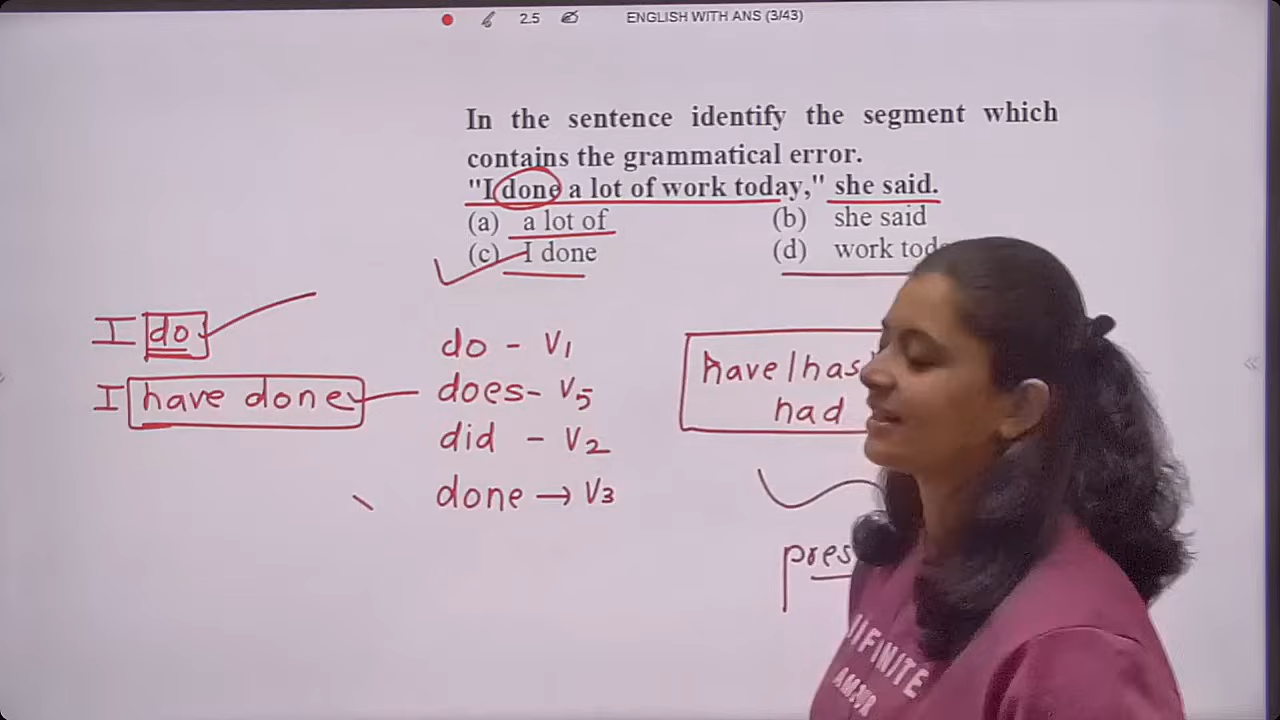 2.5 ENGLISH WITH ANS (3/43)
In the sentence identify the segment which
contains the grammatical error.
"I done a lot of work today," she said.
(a) a lot of (b) she said
(c) I done (d) work
I do
I have done
do - V1
does - V5
did - V2
done → V3
have/has
had
AMOUR